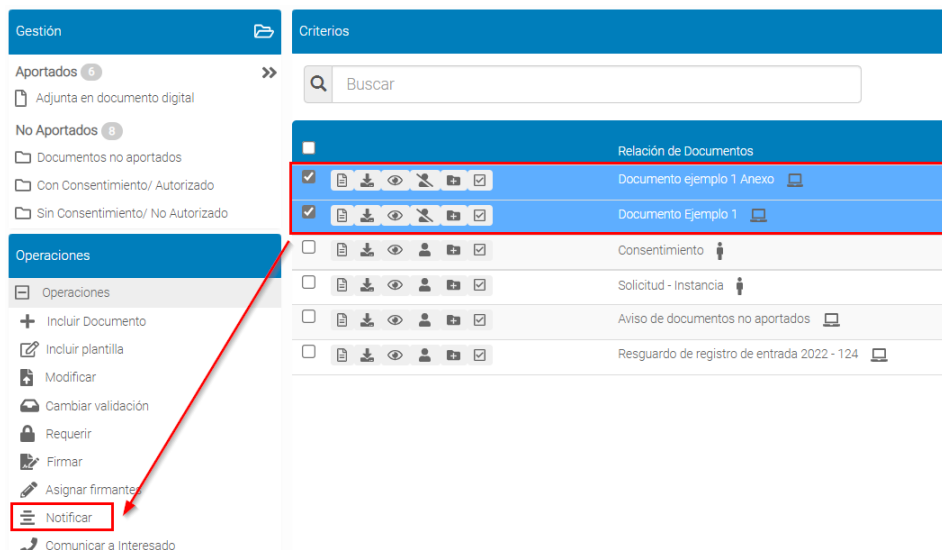 Gestión
Aportados 6
Adjunta en documento digital
No Aportados 8
Documentos no aportados
Con Consentimiento/ Autorizado
Sin Consentimiento/ No Autorizado
Operaciones
Operaciones
Incluir Documento
Incluir plantilla
Modificar
Cambiar validación
Requerir
Firmar
Asignar firmantes
Notificar
Comunicar a Interesado
Criterios
Buscar
Relación de Documentos
Documento ejemplo 1 Anexo
Documento Ejemplo 1
Consentimiento
Solicitud - Instancia
Aviso de documentos no aportados
Resguardo de registro de entrada 2022 - 124